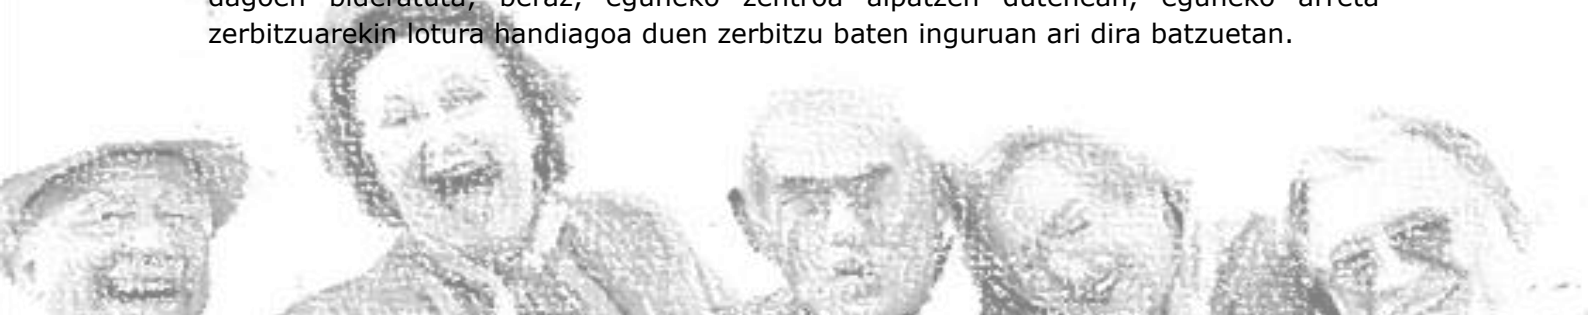 dagoen bideratuta, beraz, eguneko zentroa aipatzen dutenean, eguneko arreta
zerbitzuarekin lotura handiagoa duen zerbitzu baten inguruan ari dira batzuetan.